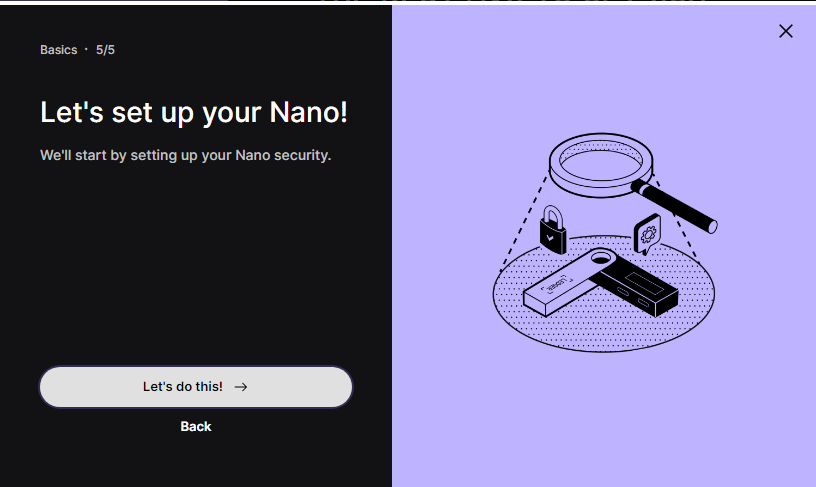 Basics · 5/5
Let's set up your Nano!
We'll start by setting up your Nano security.
LEDGER
Let's do this! →
Back